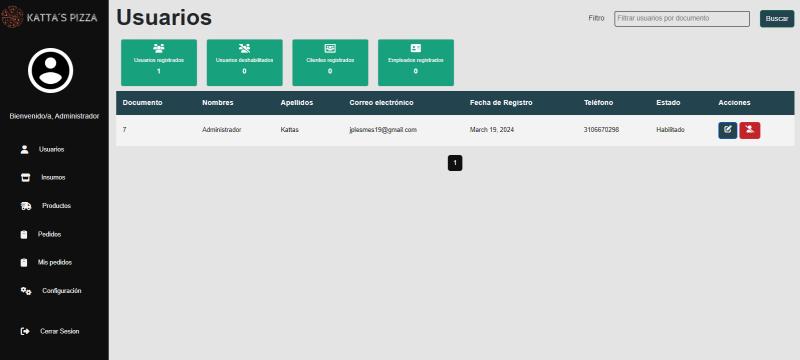 KATTA´S PIZZA
Bienvenido/a, Administrador
Usuarios
Insumos
Productos
Pedidos
Mis pedidos
Configuración
Cerrar Sesion
Usuarios
Filtro
Filtrar usuarios por documento
Buscar
Usuarios registrados
1
Usuarios deshabilitados
0
Clientes registrados
0
Empleados registrados
0
Documento Nombres Apellidos Correo electrónico Fecha de Registro Teléfono Estado Acciones
7 Administrador Kattas jplesmes19@gmail.com March 19, 2024 3106670298 Habilitado
1